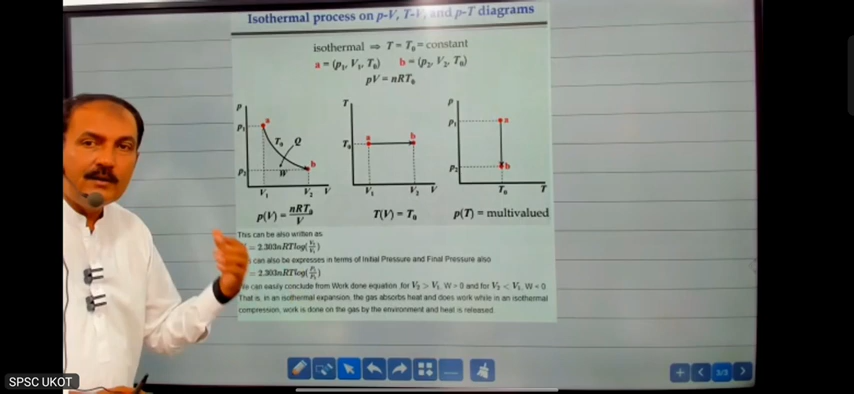 Isothermal process on p-V, T-V, and p-T diagrams
isothermal ⇒ T = T₀ = constant
a = (p₁, V₁, T₀) b = (p₂, V₂, T₀)
pV = nRT₀
p
p₁
a
T₀
Q
W
b
p₂
V₁
V₂
V
p(V) = nRT₀/V
T
T₀
a
b
V₁
V₂
V
T(V) = T₀
p
p₁
a
p₂
b
T₀
T
p(T) = multivalued
This can be also written as
= 2.303nRTlog(
can also be expresses in terms of Initial Pressure and Final Pressure also
= 2.303nRTlog(
can easily conclude from Work done equation for V₂ > V₁, W > 0 and for V₂ < V₁, W < 0
That is, in an isothermal expansion, the gas absorbs heat and does work while in an isothermal
compression, work is done on the gas by the environment and heat is released
3/3
SPSC UKOT